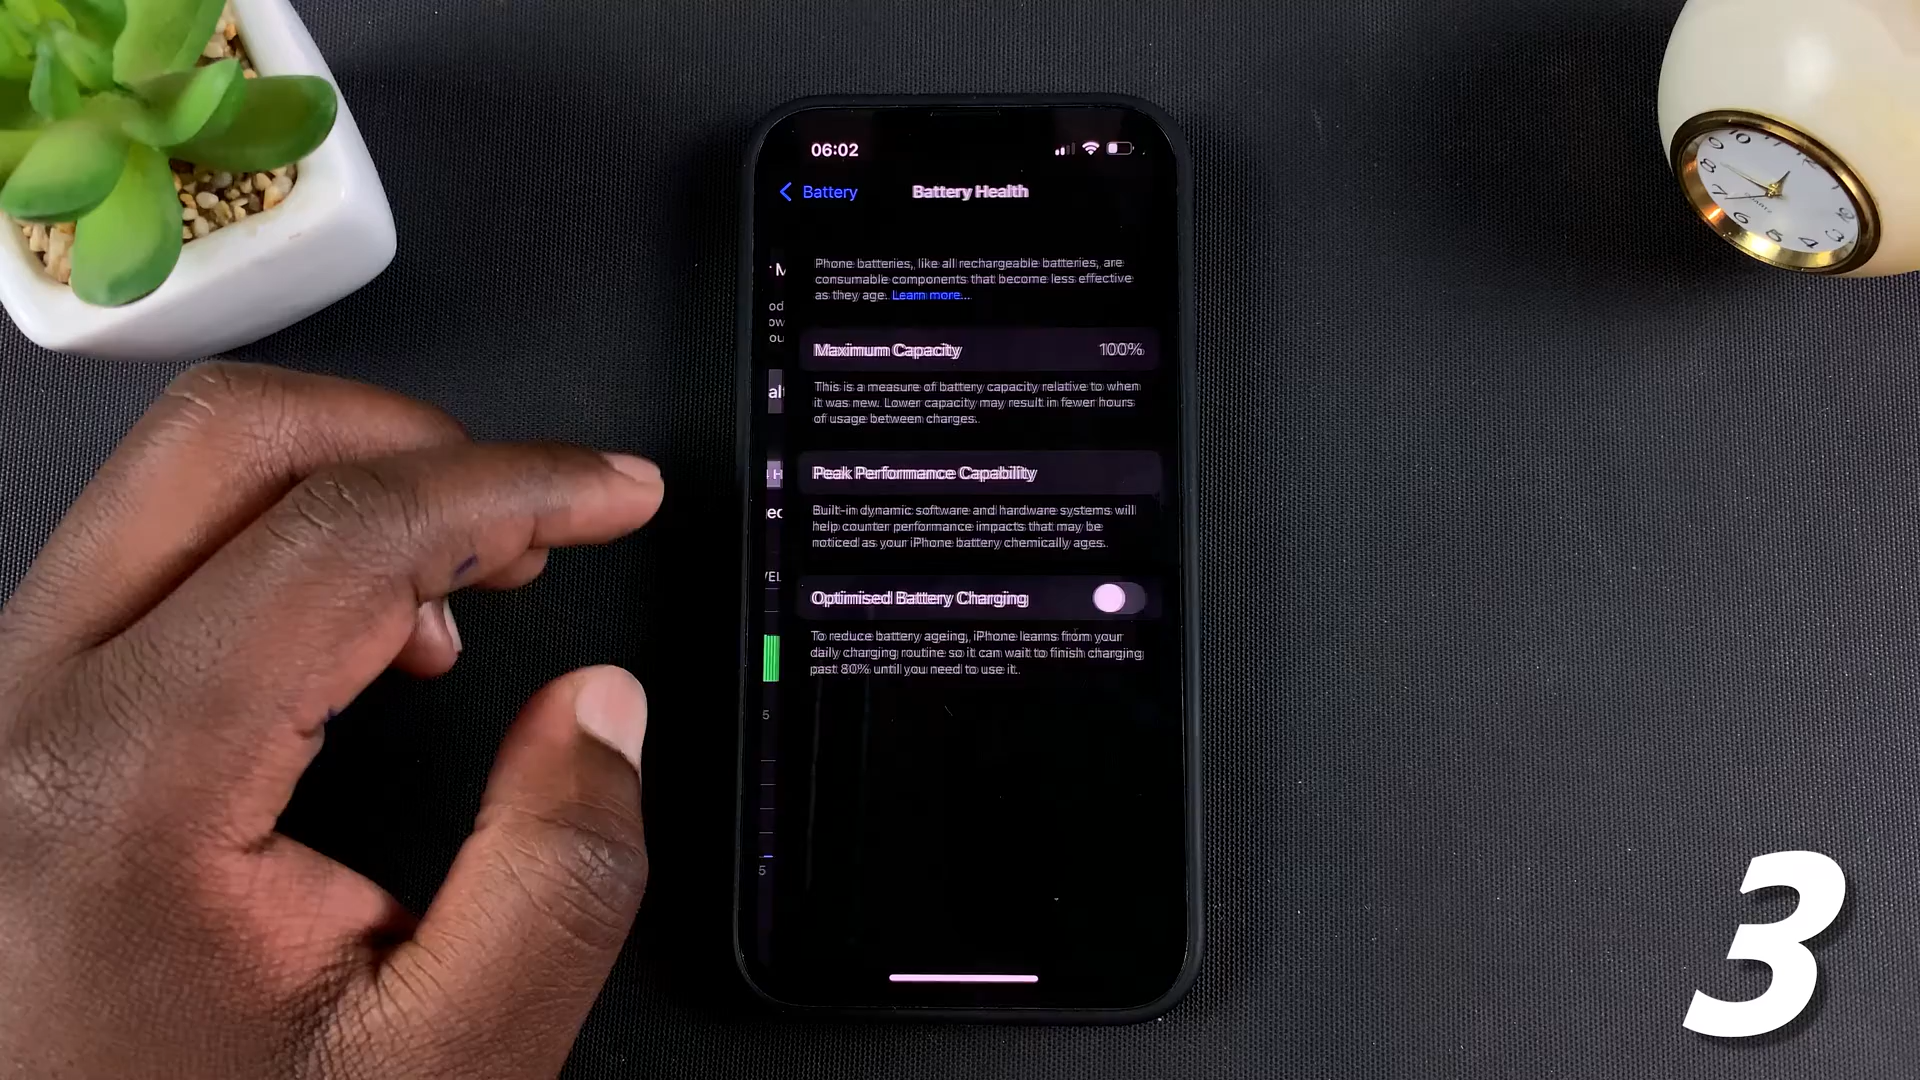 06:02
Battery
Battery Health
Phone batteries, like all rechargeable batteries, are
consumable components that become less effective
as they age. Learn more...
Maximum Capacity 100%
This is a measure of battery capacity relative to when
it was new. Lower capacity may result in fewer hours
of usage between charges.
Peak Performance Capability
Built-in dynamic software and hardware systems will
help counter performance impacts that may be
noticed as your iPhone battery chemically ages.
Optimised Battery Charging
To reduce battery ageing, iPhone learns from your
daily charging routine so it can wait to finish charging
past 80% until you need to use it.
3